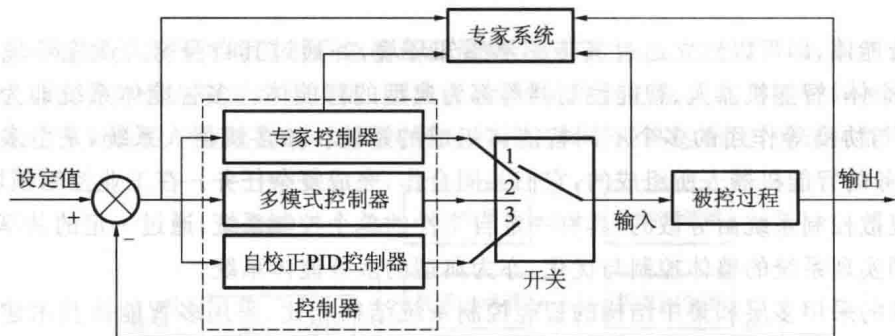 专家系统
专家控制器
设定值
+
−
多模式控制器
自校正PID控制器
控制器
1
2
3
开关
输入
被控过程
输出